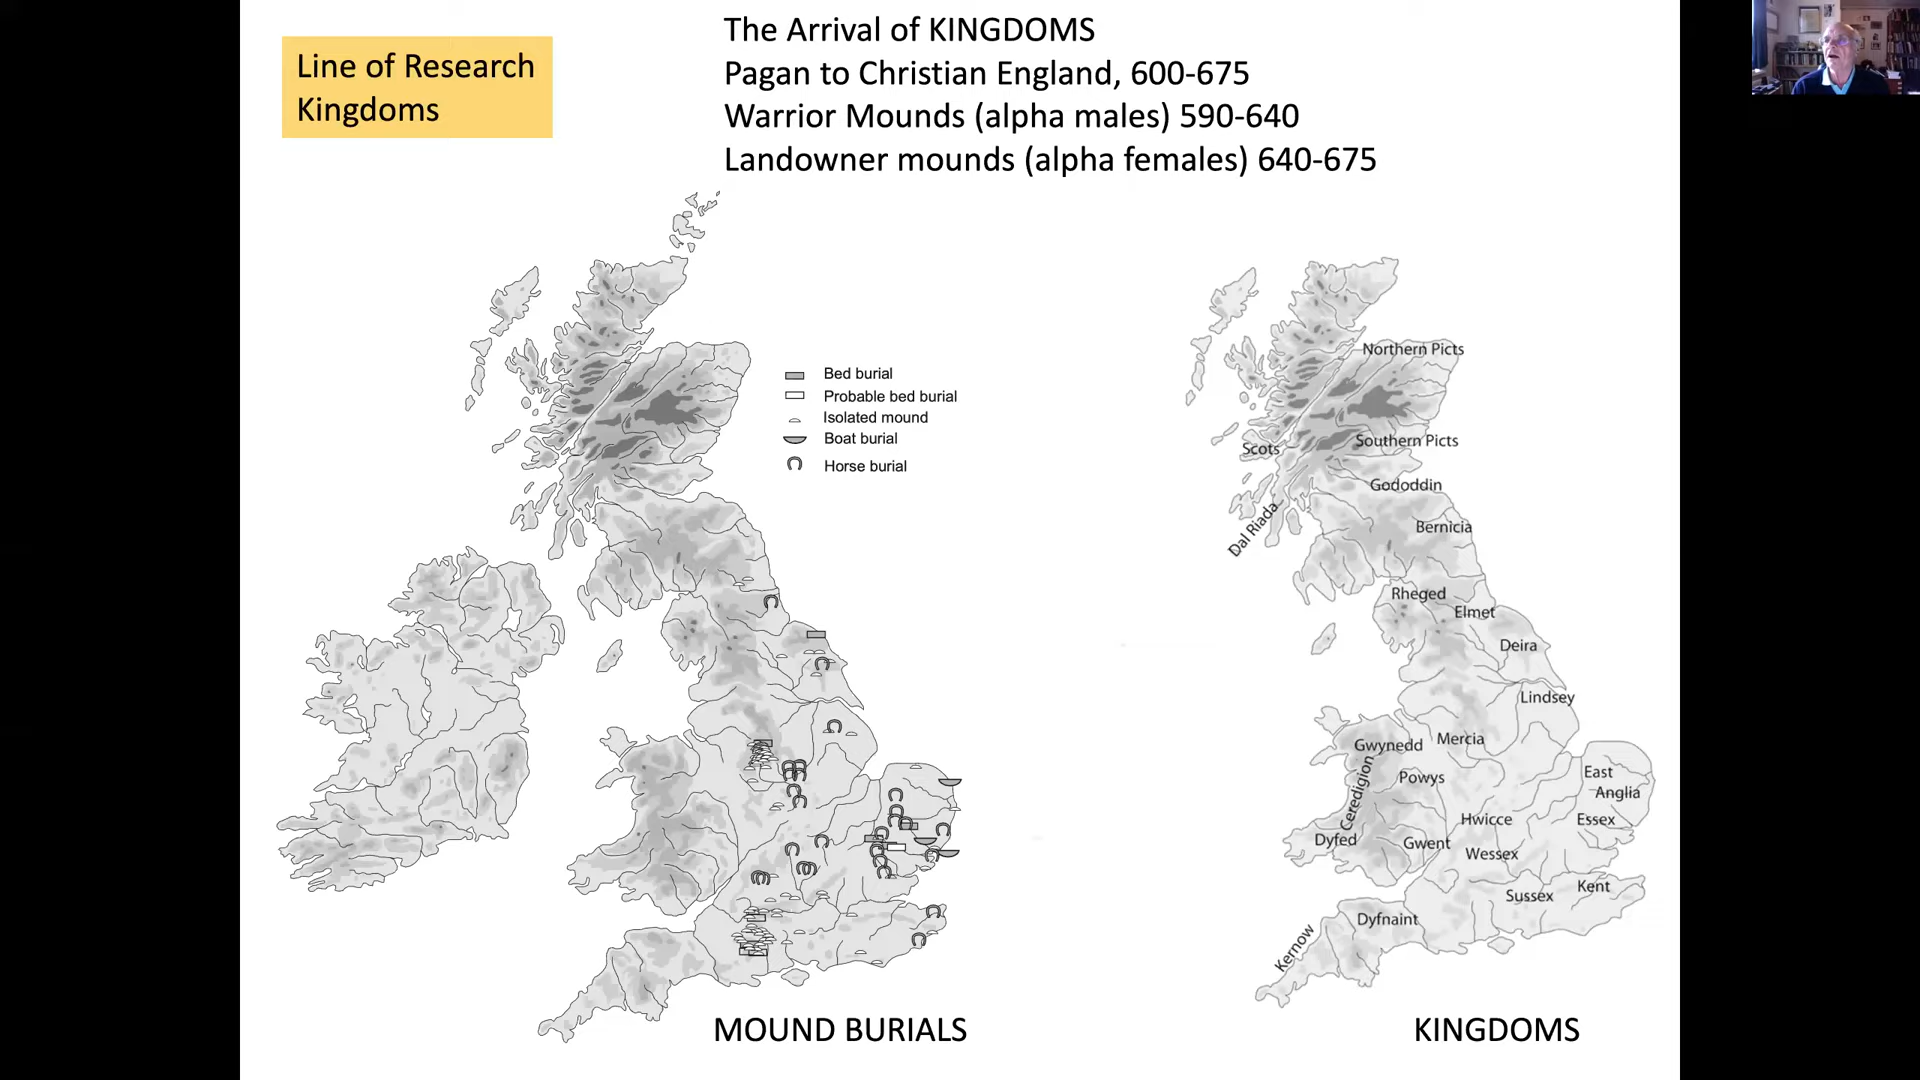 Line of Research
Kingdoms
The Arrival of KINGDOMS
Pagan to Christian England, 600-675
Warrior Mounds (alpha males) 590-640
Landowner mounds (alpha females) 640-675
Bed burial
Probable bed burial
Isolated mound
Boat burial
Horse burial
MOUND BURIALS
Northern Picts
Southern Picts
Scots
Gododdin
Dal Riada
Bernicia
Rheged
Elmet
Deira
Lindsey
Mercia
Gwynedd
Ceredigion
Powys
East
Anglia
Hwicce
Essex
Dyfed
Gwent
Wessex
Kent
Sussex
Dyfnaint
Kernow
KINGDOMS